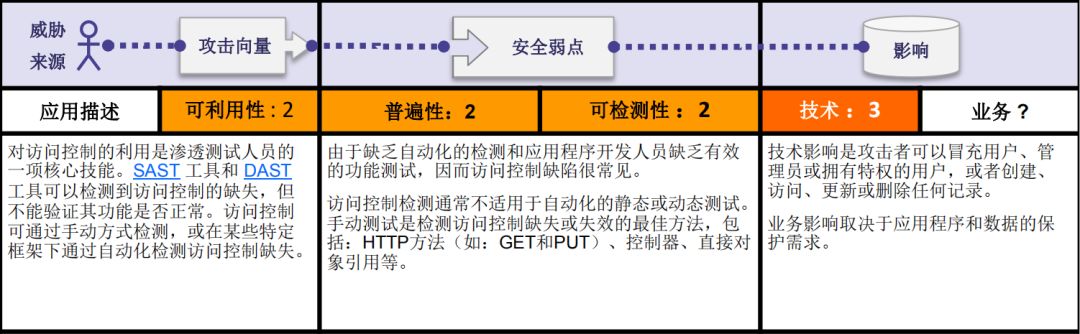 威胁
来源
攻击向量
安全弱点
影响
应用描述
可利用性：2
普遍性：2
可检测性：2
技术：3
业务？
对访问控制的利用是渗透测试人员的
一项核心技能。SAST 工具和 DAST
工具可以检测到访问控制的缺失，但
不能验证其功能是否正常。访问控制
可通过手动方式检测，或在某些特定
框架下通过自动化检测访问控制缺失。
由于缺乏自动化的检测和应用程序开发人员缺乏有效
的功能测试，因而访问控制缺陷很常见。
访问控制检测通常不适用于自动化的静态或动态测试。
手动测试是检测访问控制缺失或失效的最佳方法，包
括：HTTP方法（如：GET和PUT）、控制器、直接对
象引用等。
技术影响是攻击者可以冒充用户、管
理员或拥有特权的用户，或者创建、
访问、更新或删除任何记录。
业务影响取决于应用程序和数据的保
护需求。